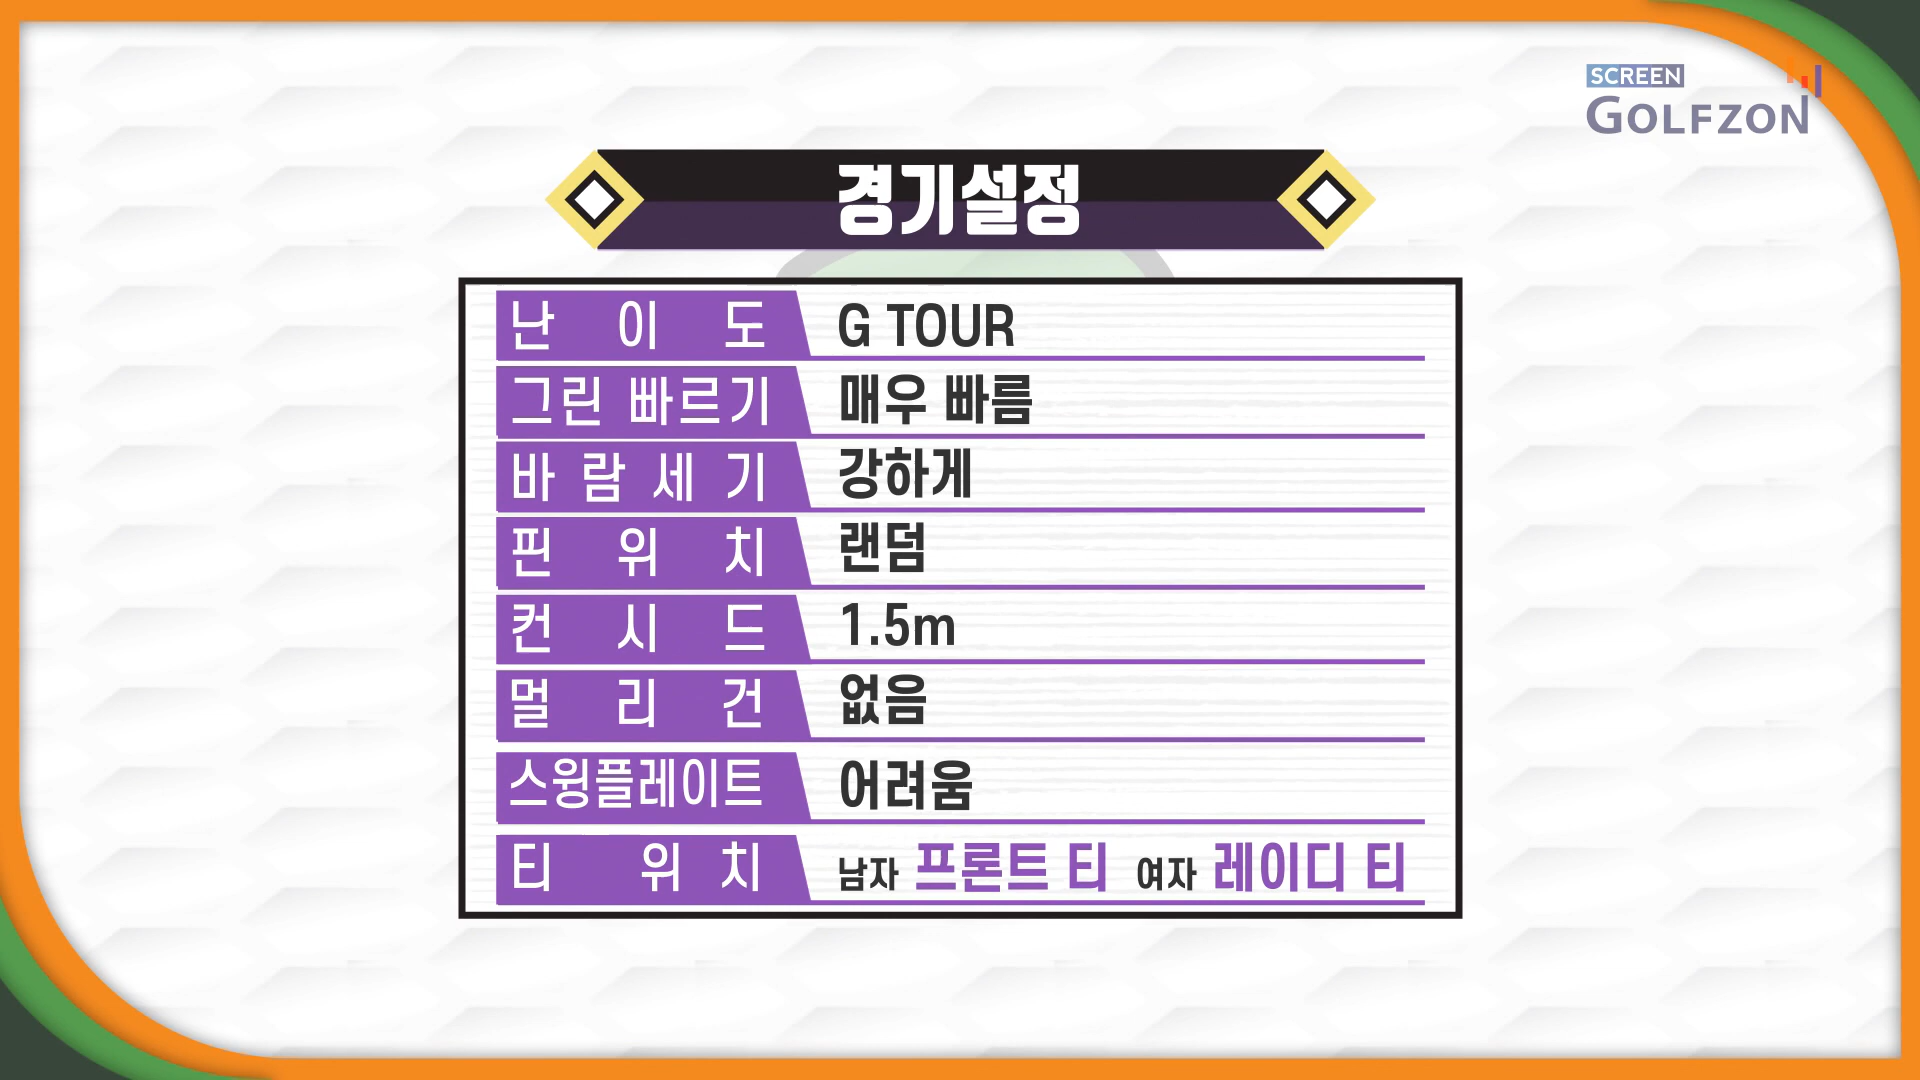 SCREEN
GOLFZON
경기설정
난이도 G TOUR
그린 빠르기 매우 빠름
바람세기 강하게
핀위치 랜덤
컨시드 1.5m
멀리건 없음
스윙플레이트 어려움
티위치 남자 프론트 티 여자 레이디 티